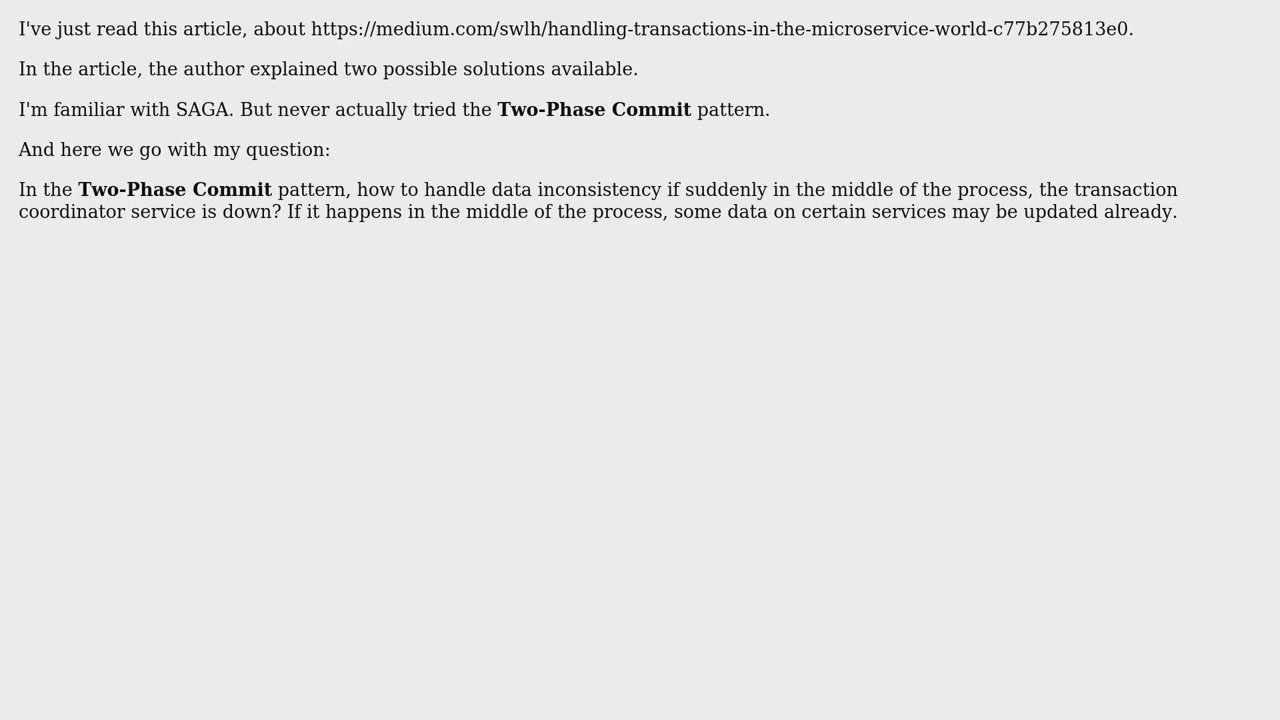 I've just read this article, about https://medium.com/swlh/handling-transactions-in-the-microservice-world-c77b275813e0.
In the article, the author explained two possible solutions available.
I'm familiar with SAGA. But never actually tried the Two-Phase Commit pattern.
And here we go with my question:
In the Two-Phase Commit pattern, how to handle data inconsistency if suddenly in the middle of the process, the transaction
coordinator service is down? If it happens in the middle of the process, some data on certain services may be updated already.